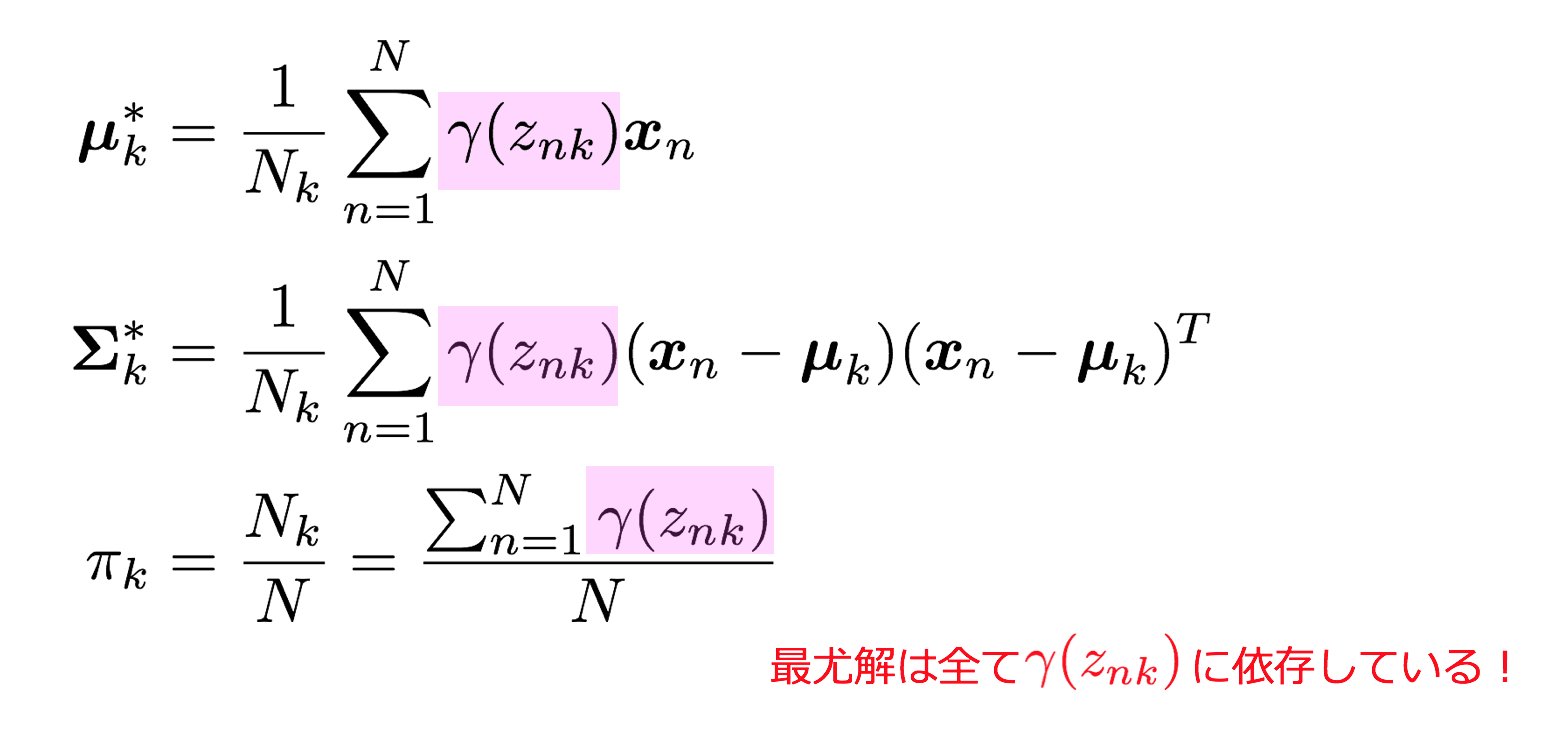 $\boldsymbol{\mu}_k^* = \frac{1}{N_k} \sum_{n=1}^{N} \gamma(z_{nk}) \boldsymbol{x}_n$
$\boldsymbol{\Sigma}_k^* = \frac{1}{N_k} \sum_{n=1}^{N} \gamma(z_{nk}) (\boldsymbol{x}_n - \boldsymbol{\mu}_k)(\boldsymbol{x}_n - \boldsymbol{\mu}_k)^T$
$\pi_k = \frac{N_k}{N} = \frac{\sum_{n=1}^{N} \gamma(z_{nk})}{N}$
最尤解は全て$\gamma(z_{nk})$に依存している！